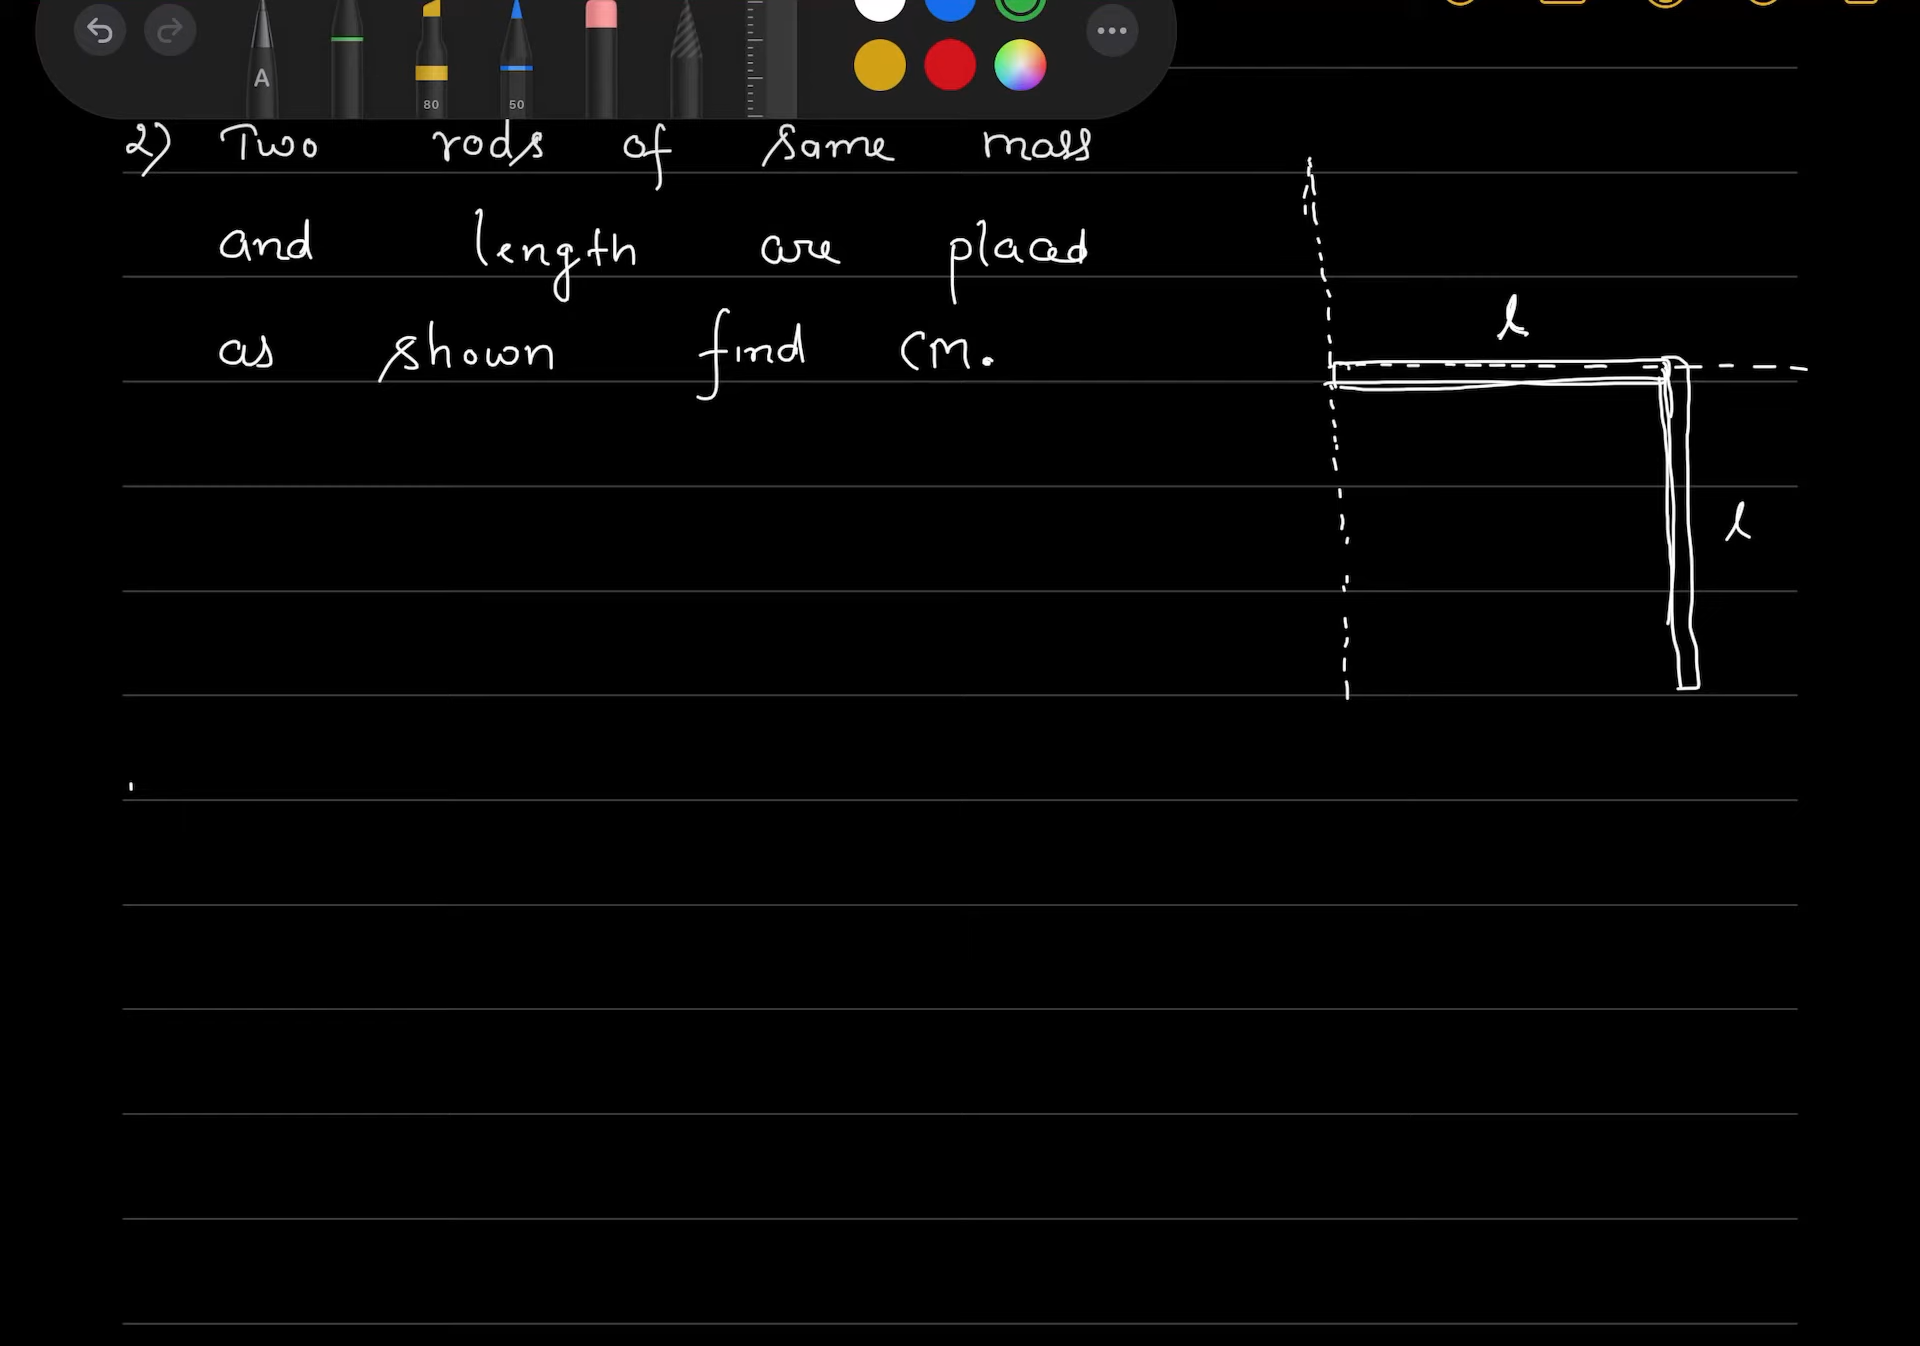 A
80
50
2) Two rods of same mass
and length are placed
as shown find CM.
l
l